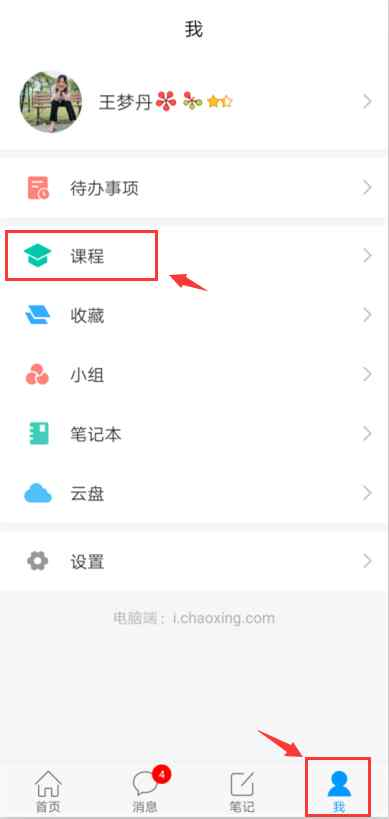 我
王梦丹
待办事项
课程
收藏
小组
笔记本
云盘
设置
电脑端：i.chaoxing.com
4
首页 消息 笔记 我